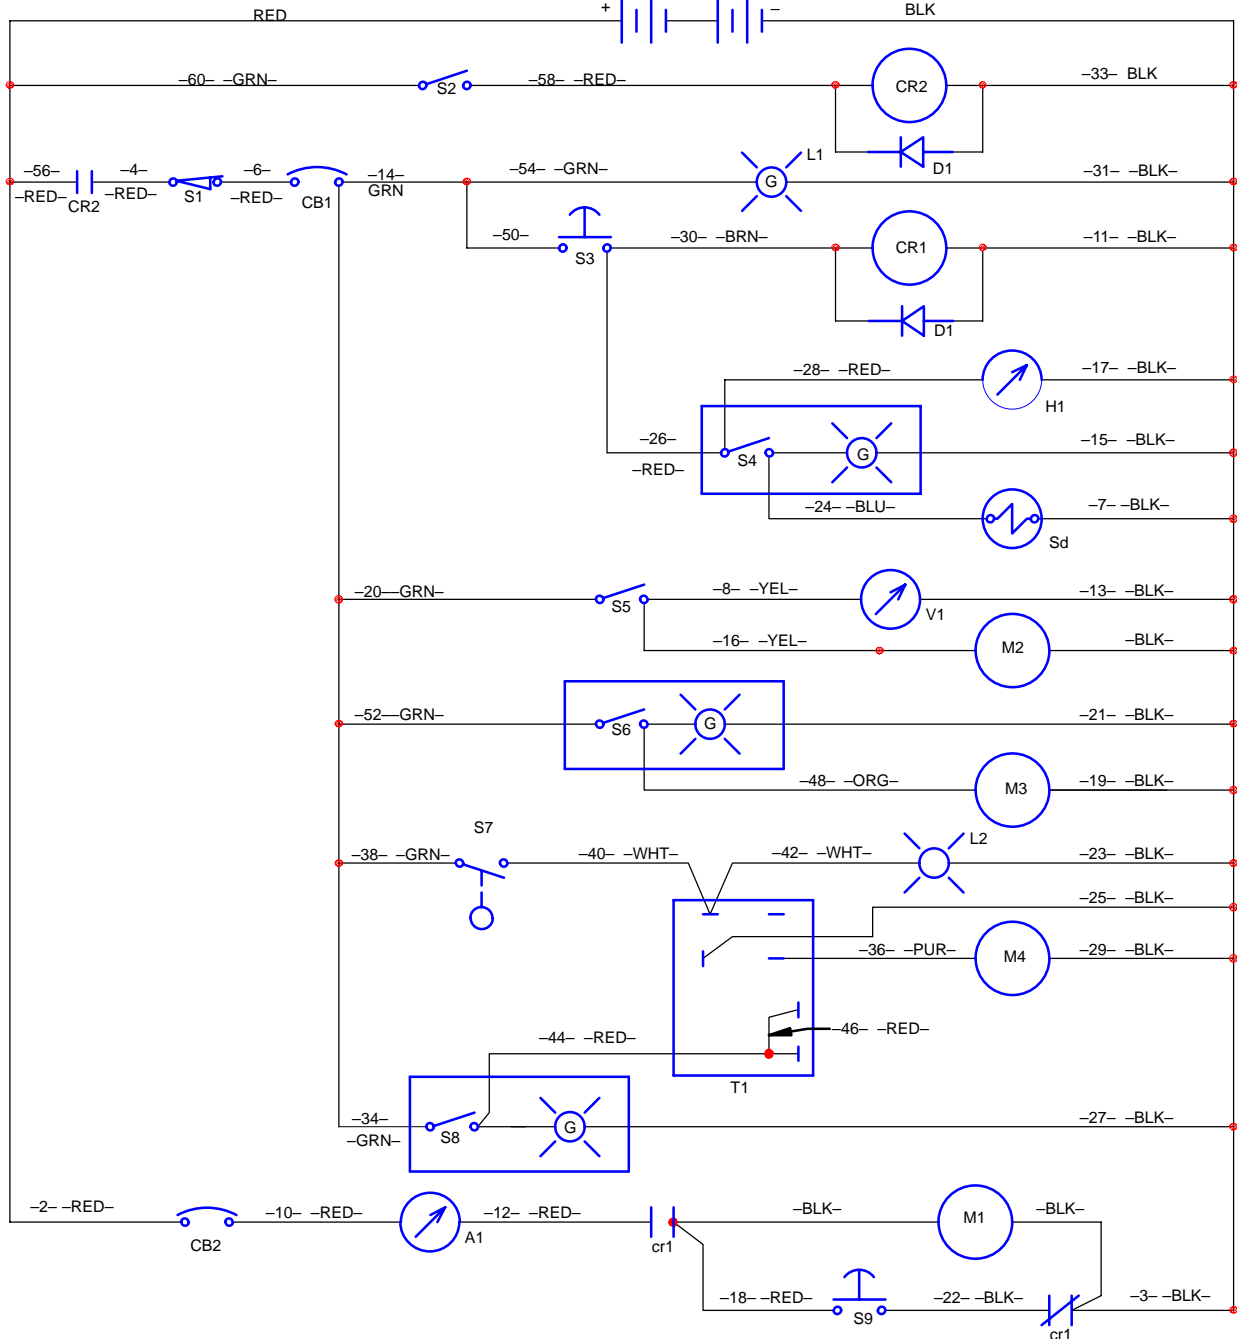 RED + – BLK
–60– –GRN– S2 –58– –RED– CR2 –33– BLK
D1
–56– –4– –6– –14– –54– –GRN– L1 G –31– –BLK–
–RED– CR2 –RED– S1 –RED– CB1 GRN
–50– S3 –30– –BRN– CR1 –11– –BLK–
D1
–28– –RED– H1 –17– –BLK–
–26– S4 G –15– –BLK–
–RED–
–24– –BLU– Sd –7– –BLK–
–20––GRN– S5 –8– –YEL– V1 –13– –BLK–
–16– –YEL– M2 –BLK–
–52––GRN– S6 G –21– –BLK–
–48– –ORG– M3 –19– –BLK–
S7
–38– –GRN– –40– –WHT– –42– –WHT– L2 –23– –BLK–
–25– –BLK–
–36– –PUR– M4 –29– –BLK–
–44– –RED– –46– –RED–
T1
–34– S8 G –27– –BLK–
–GRN–
–2– –RED– CB2 –10– –RED– A1 –12– –RED– cr1 –BLK– M1 –BLK–
–18– –RED– S9 –22– –BLK– cr1 –3– –BLK–